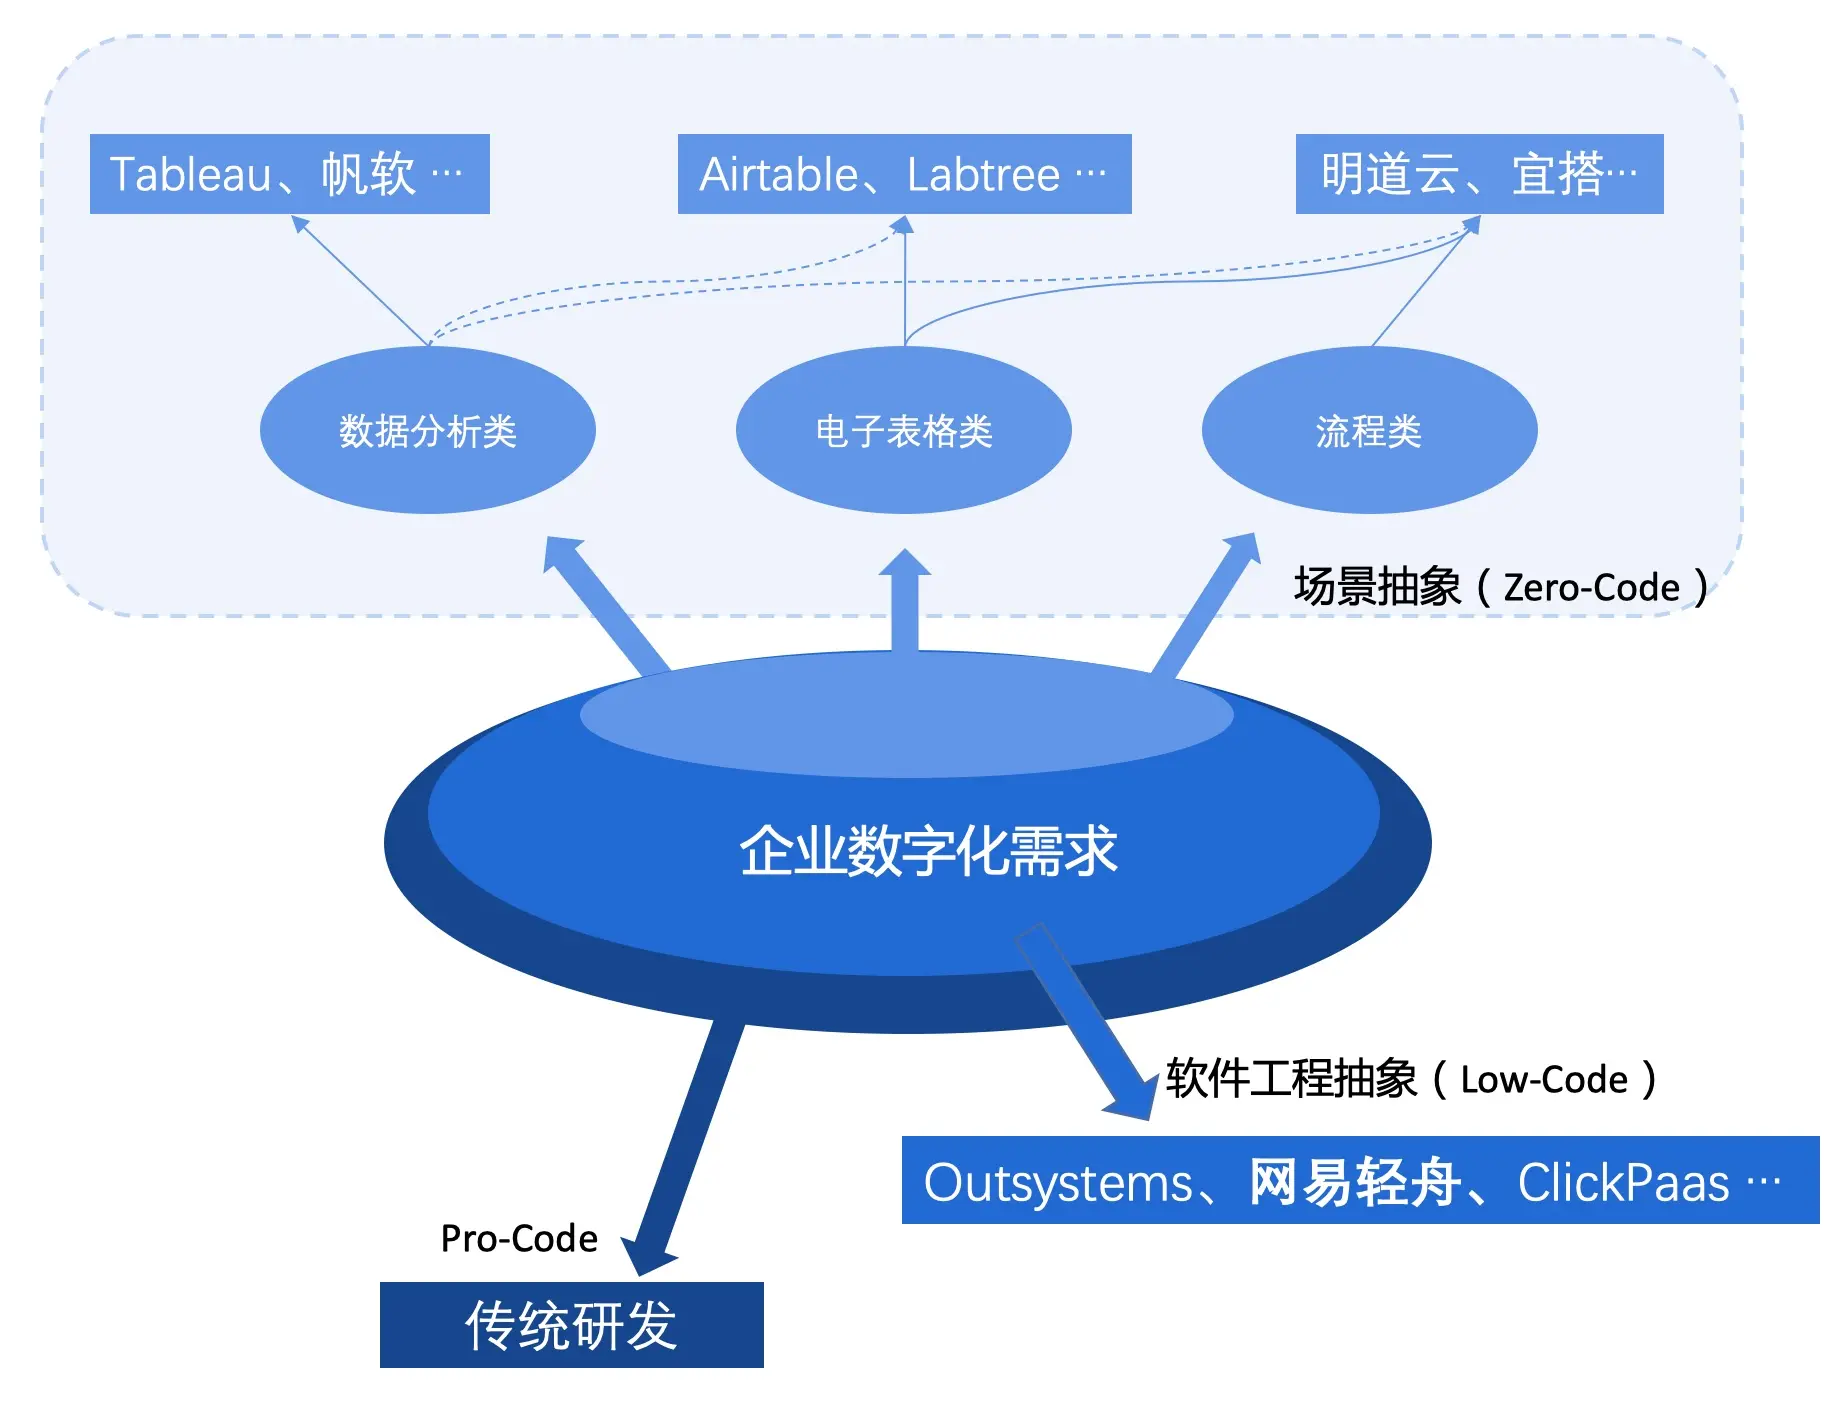 Tableau、帆软 …
Airtable、Labtree …
明道云、宜搭…
数据分析类
电子表格类
流程类
场景抽象（Zero-Code）
企业数字化需求
软件工程抽象（Low-Code）
Outsystems、网易轻舟、ClickPaas …
Pro-Code
传统研发